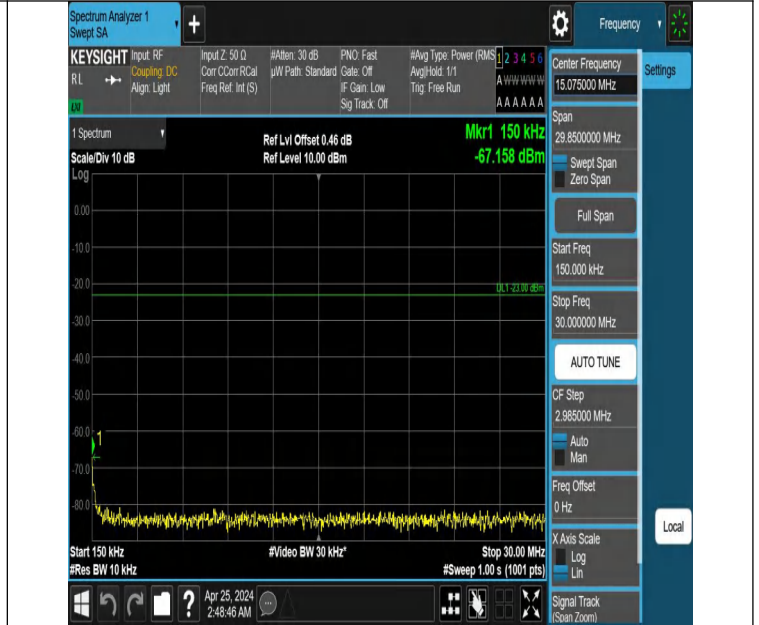 Spectrum Analyzer 1
Swept SA
+
Frequency
KEYSIGHT
RL
Input: RF
Coupling: DC
Align: Light
Input Z: 50 Ω
Corr CCorr RCal
Freq Ref: Int (S)
#Atten: 30 dB
µW Path: Standard
PNO: Fast
Gate: Off
IF Gain: Low
Sig Track: Off
#Avg Type: Power (RMS
Avg|Hold: 1/1
Trig: Free Run
1 2 3 4 5 6
A W W W W W
A A A A A A
LXI
1 Spectrum
Scale/Div 10 dB
Log
Ref Lvl Offset 0.46 dB
Ref Level 10.00 dBm
Mkr1 150 kHz
-67.158 dBm
0.00
-10.0
-20.0
-30.0
-40.0
-50.0
-60.0
-70.0
-80.0
DL1 -23.00 dBm
1
Start 150 kHz
#Res BW 10 kHz
#Video BW 30 kHz*
Stop 30.00 MHz
#Sweep 1.00 s (1001 pts)
Apr 25, 2024
2:48:46 AM
?
Center Frequency
15.075000 MHz
Settings
Span
29.8500000 MHz
Swept Span
Zero Span
Full Span
Start Freq
150.000 kHz
Stop Freq
30.000000 MHz
AUTO TUNE
CF Step
2.985000 MHz
Auto
Man
Freq Offset
0 Hz
X Axis Scale
Log
Lin
Local
Signal Track
(Span Zoom)